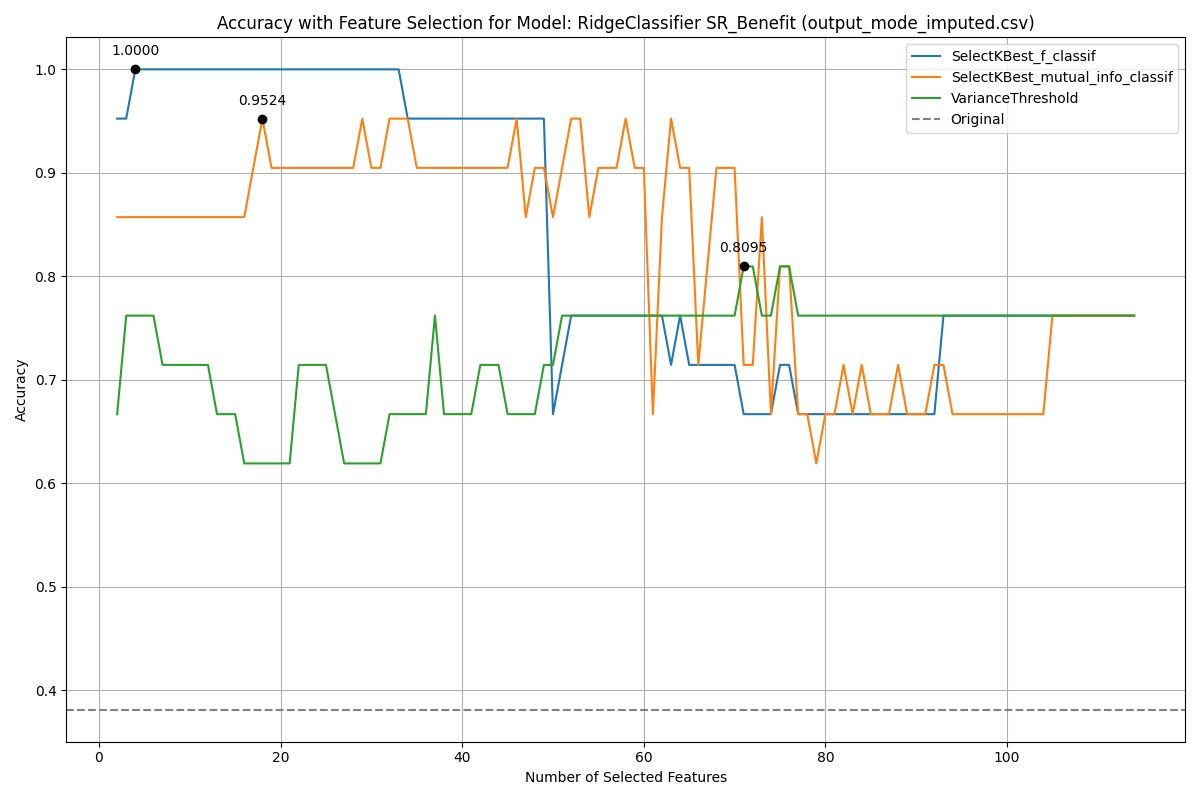 Accuracy with Feature Selection for Model: RidgeClassifier SR_Benefit (output_mode_imputed.csv)
1.0000
0.9524
0.8095
SelectKBest_f_classif
SelectKBest_mutual_info_classif
VarianceThreshold
Original
Accuracy
1.0
0.9
0.8
0.7
0.6
0.5
0.4
0
20
40
60
80
100
Number of Selected Features